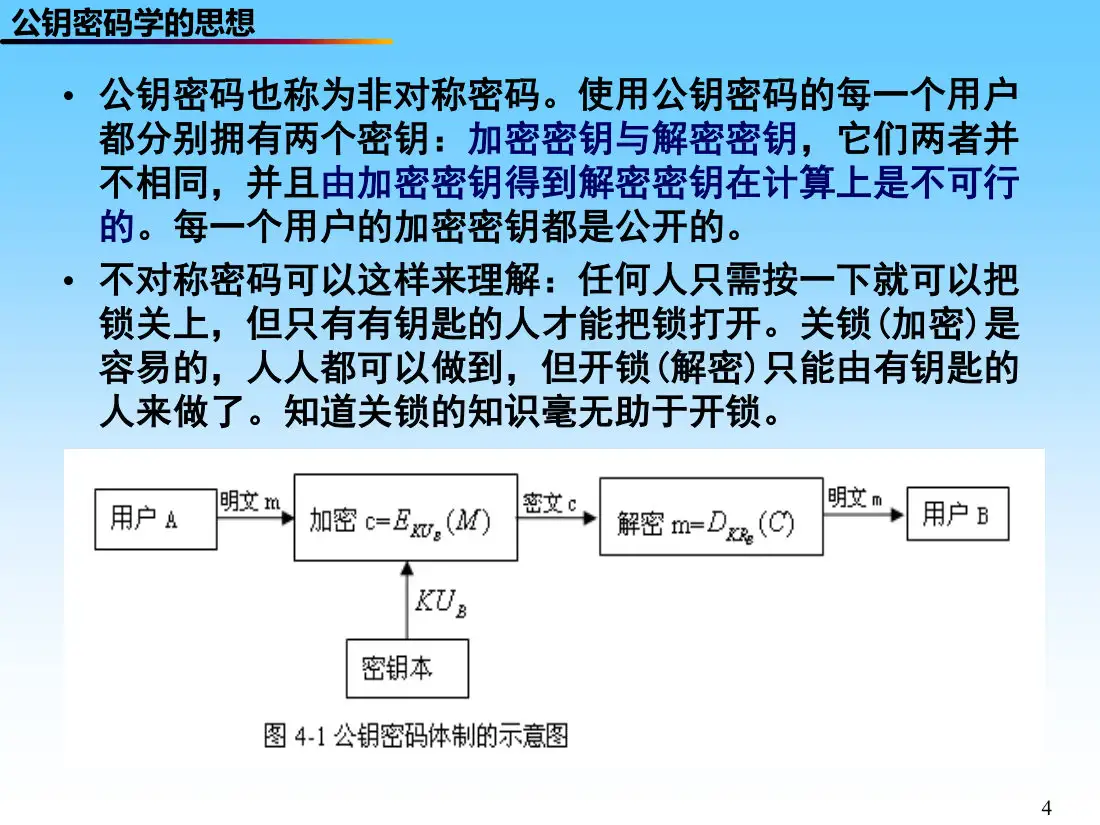 公钥密码学的思想
• 公钥密码也称为非对称密码。使用公钥密码的每一个用户
都分别拥有两个密钥：加密密钥与解密密钥，它们两者并
不相同，并且由加密密钥得到解密密钥在计算上是不可行
的。每一个用户的加密密钥都是公开的。
• 不对称密码可以这样来理解：任何人只需按一下就可以把
锁关上，但只有有钥匙的人才能把锁打开。关锁(加密)是
容易的，人人都可以做到，但开锁(解密)只能由有钥匙的
人来做了。知道关锁的知识毫无助于开锁。
用户 A
明文 m
加密 c=E_{KU_B}(M)
密文 c
解密 m=D_{KR_B}(C)
明文 m
用户 B
KU_B
密钥本
图 4-1 公钥密码体制的示意图
4